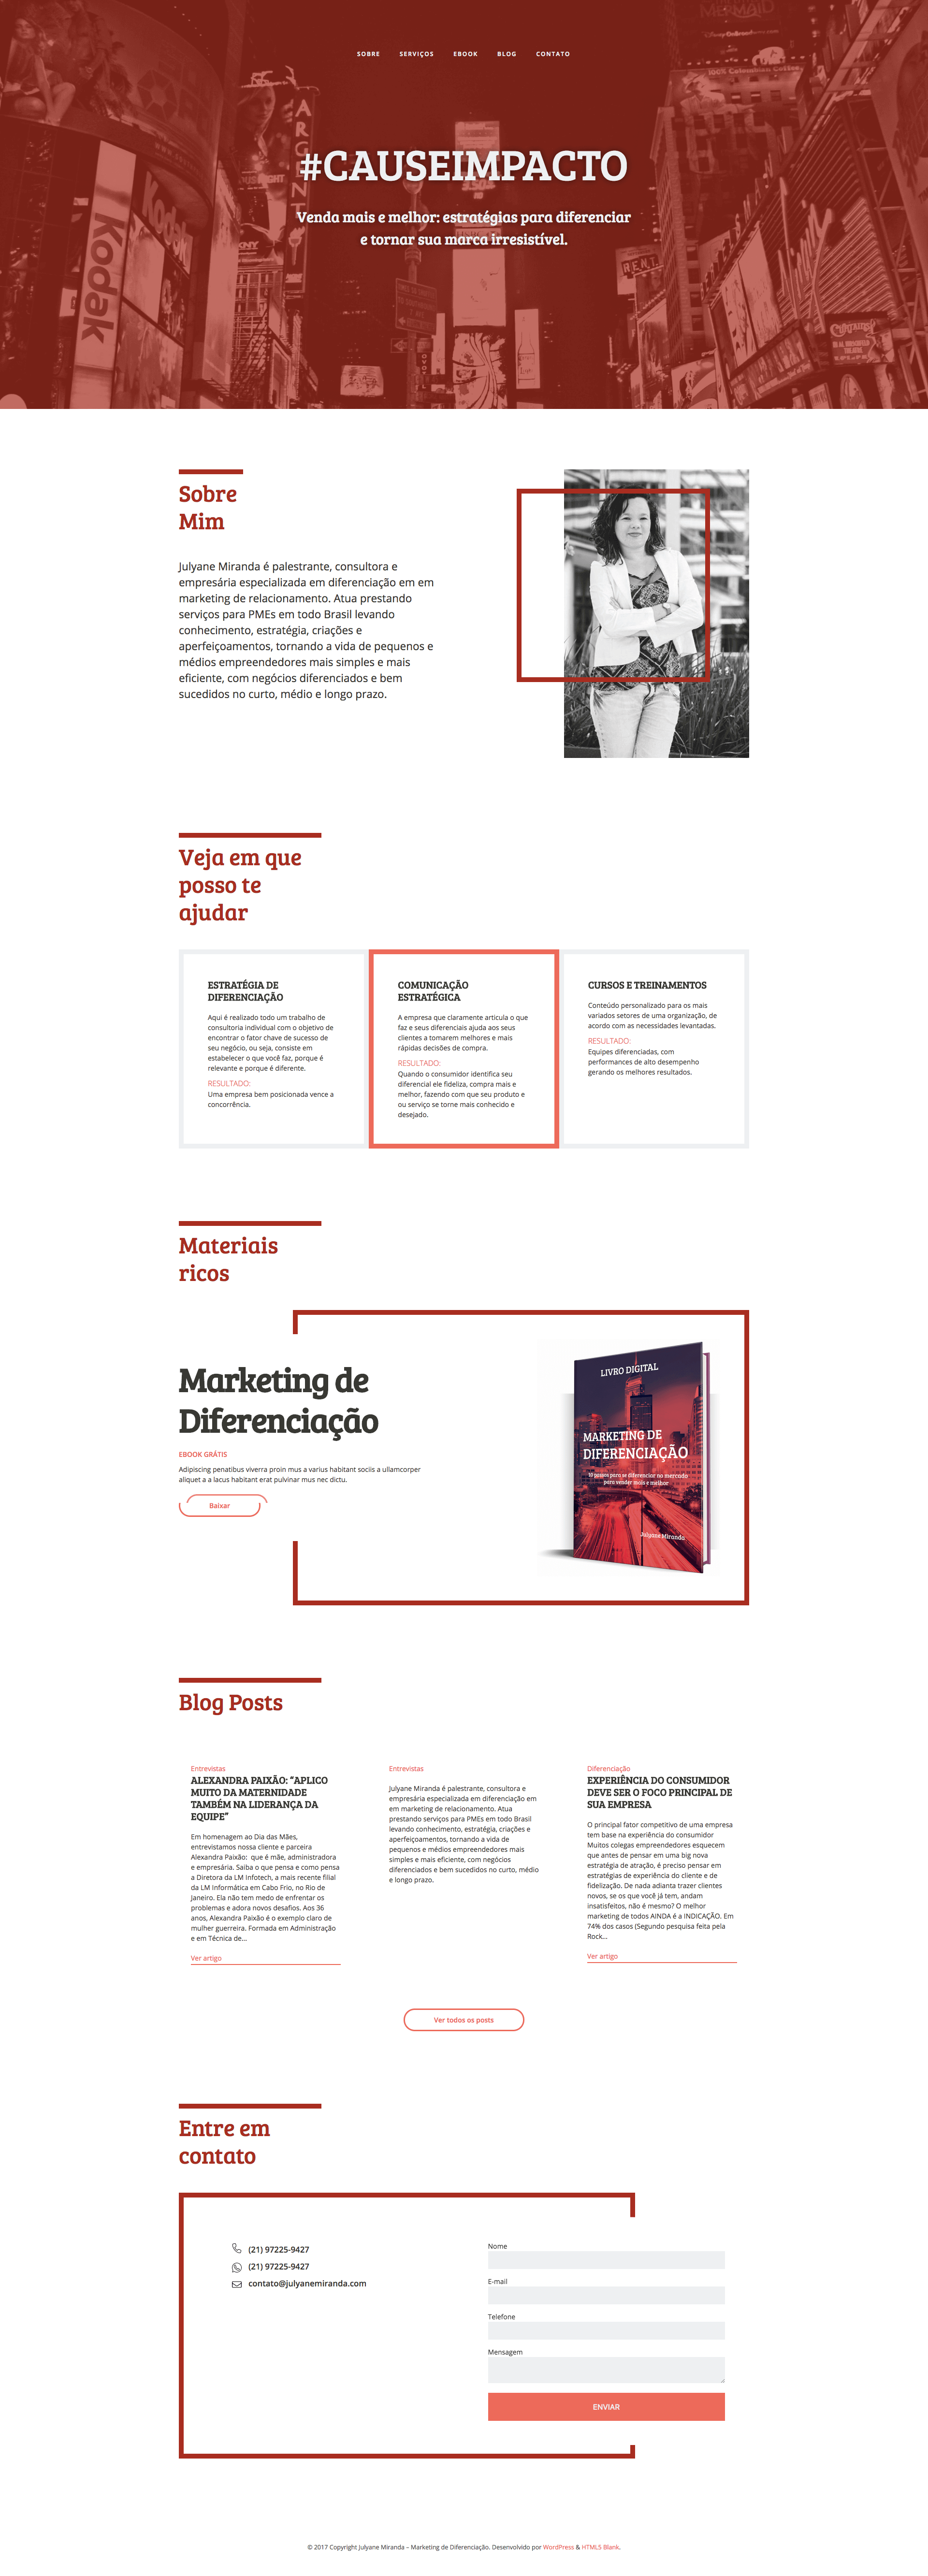 SOBRE SERVIÇOS EBOOK BLOG CONTATO
MERMAID
Kodak
DKNY
RENT
#CAUSEIMPACTO
Venda mais e melhor: estratégias para diferenciar
e tornar sua marca irresistível.
Sobre
Mim
Julyane Miranda é palestrante, consultora e
empresária especializada em diferenciação em em
marketing de relacionamento. Atua prestando
serviços para PMEs em todo Brasil levando
conhecimento, estratégia, criações e
aperfeiçoamentos, tornando a vida de pequenos e
médios empreendedores mais simples e mais
eficiente, com negócios diferenciados e bem
sucedidos no curto, médio e longo prazo.
Veja em que
posso te
ajudar
ESTRATÉGIA DE
DIFERENCIAÇÃO
Aqui é realizado todo um trabalho de
consultoria individual com o objetivo de
encontrar o fator chave de sucesso de
seu negócio, ou seja, consiste em
estabelecer o que você faz, porque é
relevante e porque é diferente.
RESULTADO:
Uma empresa bem posicionada vence a
concorrência.
COMUNICAÇÃO
ESTRATÉGICA
A empresa que claramente articula o que
faz e seus diferenciais ajuda aos seus
clientes a tomarem melhores e mais
rápidas decisões de compra.
RESULTADO:
Quando o consumidor identifica seu
diferencial ele fideliza, compra mais e
melhor, fazendo com que seu produto e
ou serviço se torne mais conhecido e
desejado.
CURSOS E TREINAMENTOS
Conteúdo personalizado para os mais
variados setores de uma organização, de
acordo com as necessidades levantadas.
RESULTADO:
Equipes diferenciadas, com
performances de alto desempenho
gerando os melhores resultados.
Materiais
ricos
Marketing de
Diferenciação
EBOOK GRÁTIS
Adipiscing penatibus viverra proin mus a varius habitant sociis a ullamcorper
aliquet a a lacus habitant erat pulvinar mus nec dictu.
Baixar
LIVRO DIGITAL
MARKETING DE
DIFERENCIAÇÃO
10 passos para se diferenciar no mercado
para vender mais e melhor
Julyane Miranda
Blog Posts
Entrevistas
ALEXANDRA PAIXÃO: “APLICO
MUITO DA MATERNIDADE
TAMBÉM NA LIDERANÇA DA
EQUIPE”
Em homenagem ao Dia das Mães,
entrevistamos nossa cliente e parceira
Alexandra Paixão: que é mãe, administradora
e empresária. Saiba o que pensa e como pensa
a Diretora da LM Infotech, a mais recente filial
da LM Informática em Cabo Frio, no Rio de
Janeiro. Ela não tem medo de enfrentar os
problemas e adora novos desafios. Aos 36
anos, Alexandra Paixão é o exemplo claro de
mulher guerreira. Formada em Administração
e em Técnica de...
Ver artigo
Entrevistas
Julyane Miranda é palestrante, consultora e
empresária especializada em diferenciação em
em marketing de relacionamento. Atua
prestando serviços para PMEs em todo Brasil
levando conhecimento, estratégia, criações e
aperfeiçoamentos, tornando a vida de
pequenos e médios empreendedores mais
simples e mais eficiente, com negócios
diferenciados e bem sucedidos no curto, médio
e longo prazo.
Diferenciação
EXPERIÊNCIA DO CONSUMIDOR
DEVE SER O FOCO PRINCIPAL DE
SUA EMPRESA
O principal fator competitivo de uma empresa
tem base na experiência do consumidor
Muitos colegas empreendedores esquecem
que antes de pensar em uma big nova
estratégia de atração, é preciso pensar em
estratégias de experiência do cliente e de
fidelização. De nada adianta trazer clientes
novos, se os que você já tem, andam
insatisfeitos, não é mesmo? O melhor
marketing de todos AINDA é a INDICAÇÃO. Em
74% dos casos (Segundo pesquisa feita pela
Rock...
Ver artigo
Ver todos os posts
Entre em
contato
(21) 97225-9427
(21) 97225-9427
contato@julyanemiranda.com
Nome
E-mail
Telefone
Mensagem
ENVIAR
© 2017 Copyright Julyane Miranda – Marketing de Diferenciação. Desenvolvido por WordPress & HTML5 Blank.